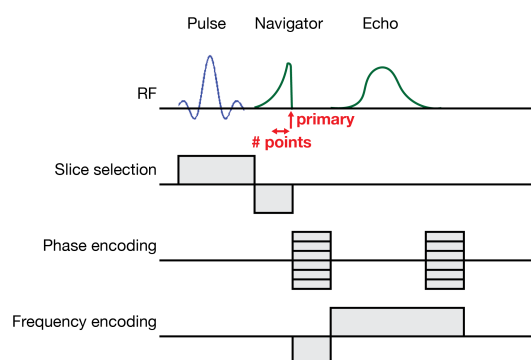 Pulse Navigator Echo
RF
primary
# points
Slice selection
Phase encoding
Frequency encoding